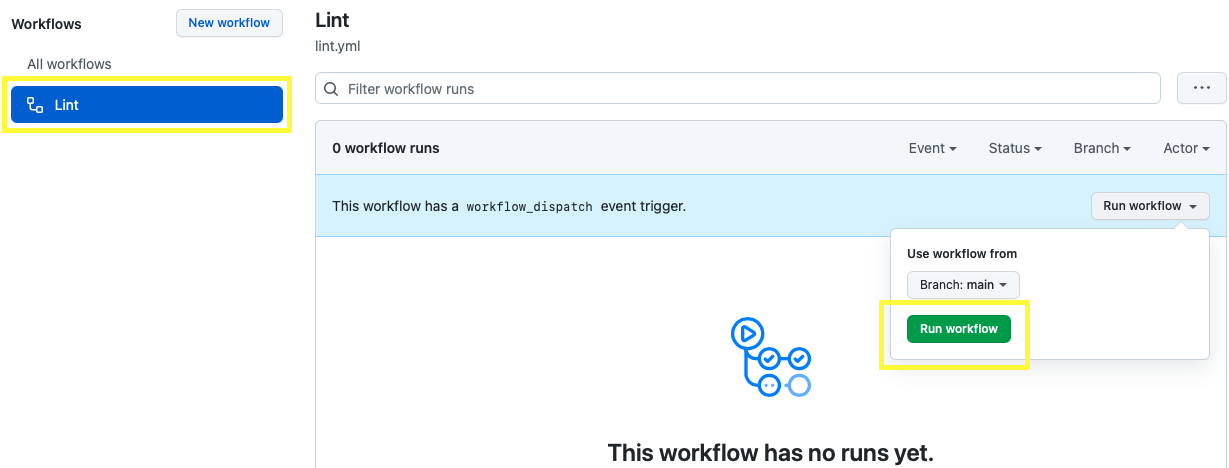 Workflows
New workflow
All workflows
Lint
Lint
lint.yml
Filter workflow runs
0 workflow runs
Event
Status
Branch
Actor
This workflow has a workflow_dispatch event trigger.
Run workflow
Use workflow from
Branch: main
Run workflow
This workflow has no runs yet.